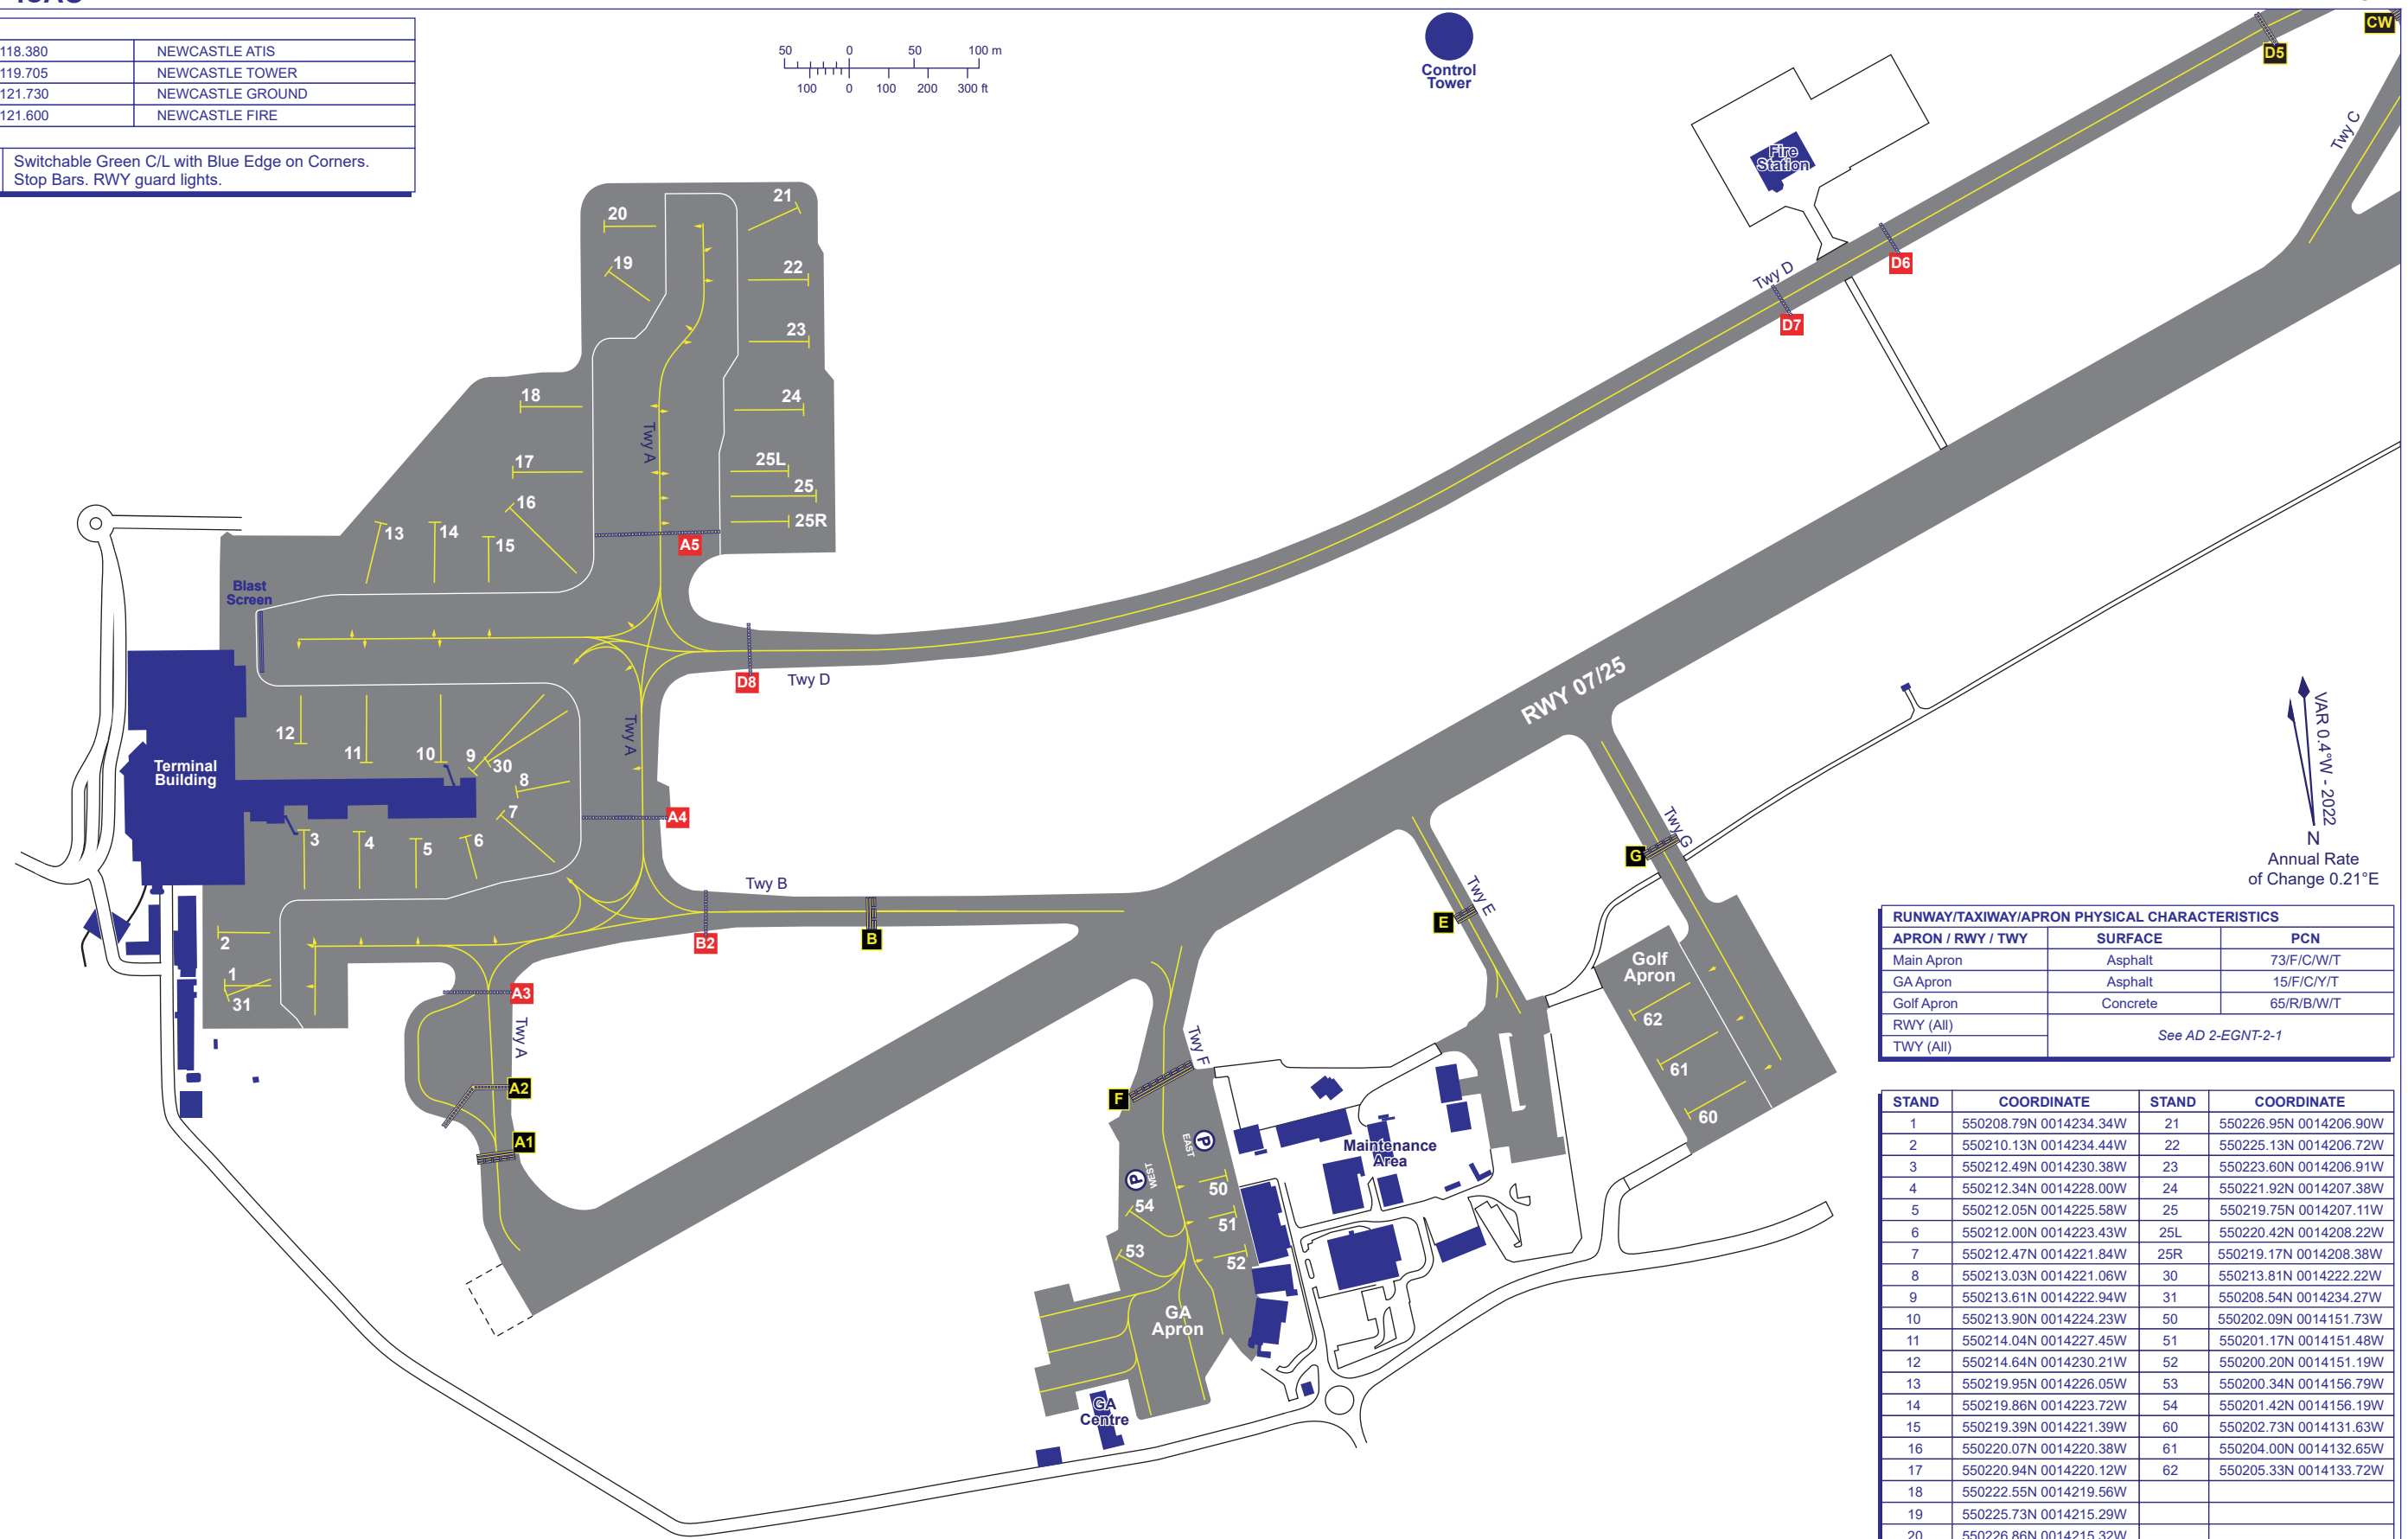 118.380 NEWCASTLE ATIS
119.705 NEWCASTLE TOWER
121.730 NEWCASTLE GROUND
121.600 NEWCASTLE FIRE
Switchable Green C/L with Blue Edge on Corners.
Stop Bars. RWY guard lights.
50 0 50 100 m
100 0 100 200 300 ft
Control
Tower
CW
D5
Twy C
Fire
Station
D6
Twy D
D7
20
21
19
22
23
18
24
Twy A
17
25L
25
16
25R
13
14
15
A5
Blast
Screen
D8
Twy D
RWY 07/25
Twy A
12
11
10
9
30
8
7
Terminal
Building
3
4
5
6
A4
Twy B
B2
B
2
1
31
A3
Twy A
A2
A1
Twy G
G
Twy E
E
Golf
Apron
62
61
60
Twy F
F
P
EAST
P
WEST
50
54
51
53
52
Maintenance
Area
GA
Apron
GA
Centre
VAR 0.4°W - 2022
N
Annual Rate
of Change 0.21°E
RUNWAY/TAXIWAY/APRON PHYSICAL CHARACTERISTICS
APRON / RWY / TWY SURFACE PCN
Main Apron Asphalt 73/F/C/W/T
GA Apron Asphalt 15/F/C/Y/T
Golf Apron Concrete 65/R/B/W/T
RWY (All)
See AD 2-EGNT-2-1
TWY (All)
STAND COORDINATE STAND COORDINATE
1 550208.79N 0014234.34W 21 550226.95N 0014206.90W
2 550210.13N 0014234.44W 22 550225.13N 0014206.72W
3 550212.49N 0014230.38W 23 550223.60N 0014206.91W
4 550212.34N 0014228.00W 24 550221.92N 0014207.38W
5 550212.05N 0014225.58W 25 550219.75N 0014207.11W
6 550212.00N 0014223.43W 25L 550220.42N 0014208.22W
7 550212.47N 0014221.84W 25R 550219.17N 0014208.38W
8 550213.03N 0014221.06W 30 550213.81N 0014222.22W
9 550213.61N 0014222.94W 31 550208.54N 0014234.27W
10 550213.90N 0014224.23W 50 550202.09N 0014151.73W
11 550214.04N 0014227.45W 51 550201.17N 0014151.48W
12 550214.64N 0014230.21W 52 550200.20N 0014151.19W
13 550219.95N 0014226.05W 53 550200.34N 0014156.79W
14 550219.86N 0014223.72W 54 550201.42N 0014156.19W
15 550219.39N 0014221.39W 60 550202.73N 0014131.63W
16 550220.07N 0014220.38W 61 550204.00N 0014132.65W
17 550220.94N 0014220.12W 62 550205.33N 0014133.72W
18 550222.55N 0014219.56W
19 550225.73N 0014215.29W
20 550226.86N 0014215.32W